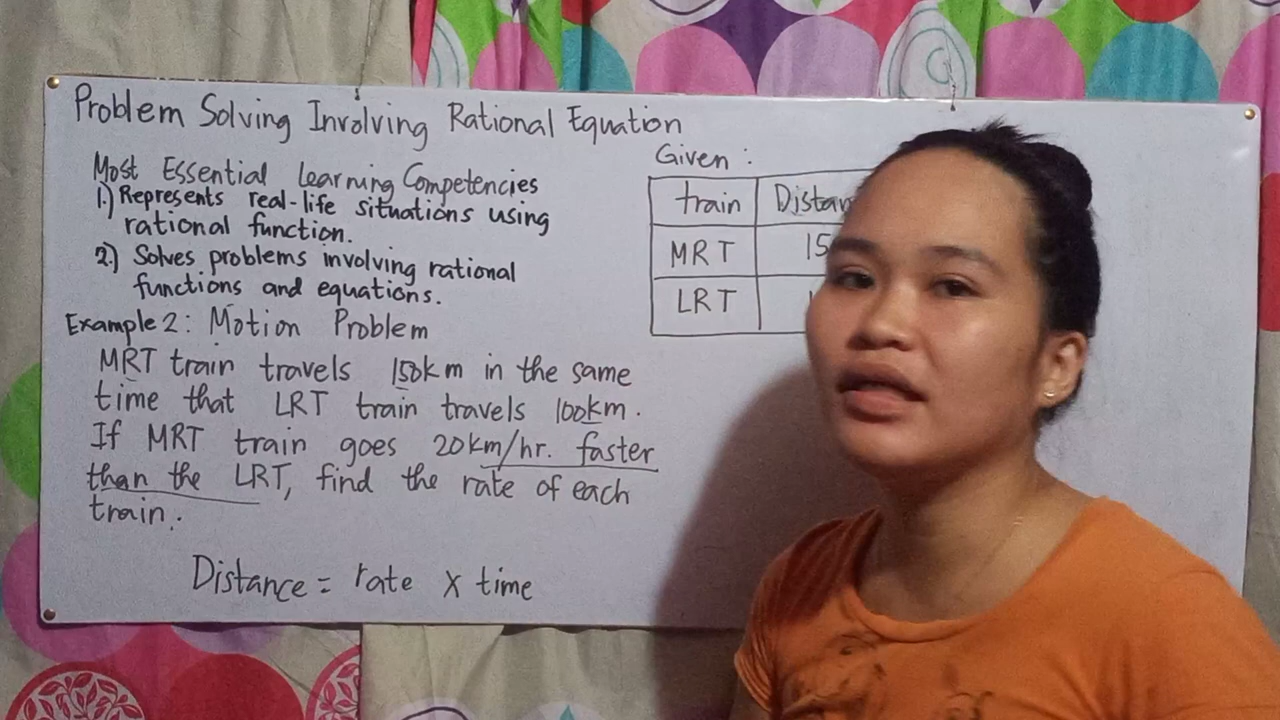 Problem Solving Involving Rational Equation
Most Essential Learning Competencies
1.) Represents real-life situations using
rational function.
2.) Solves problems involving rational
functions and equations.
Example 2: Motion Problem
MRT train travels 150km in the same
time that LRT train travels 100km.
If MRT train goes 20km/hr. faster
than the LRT, find the rate of each
train.
Distance = rate x time
Given:
train Distan
MRT 15
LRT